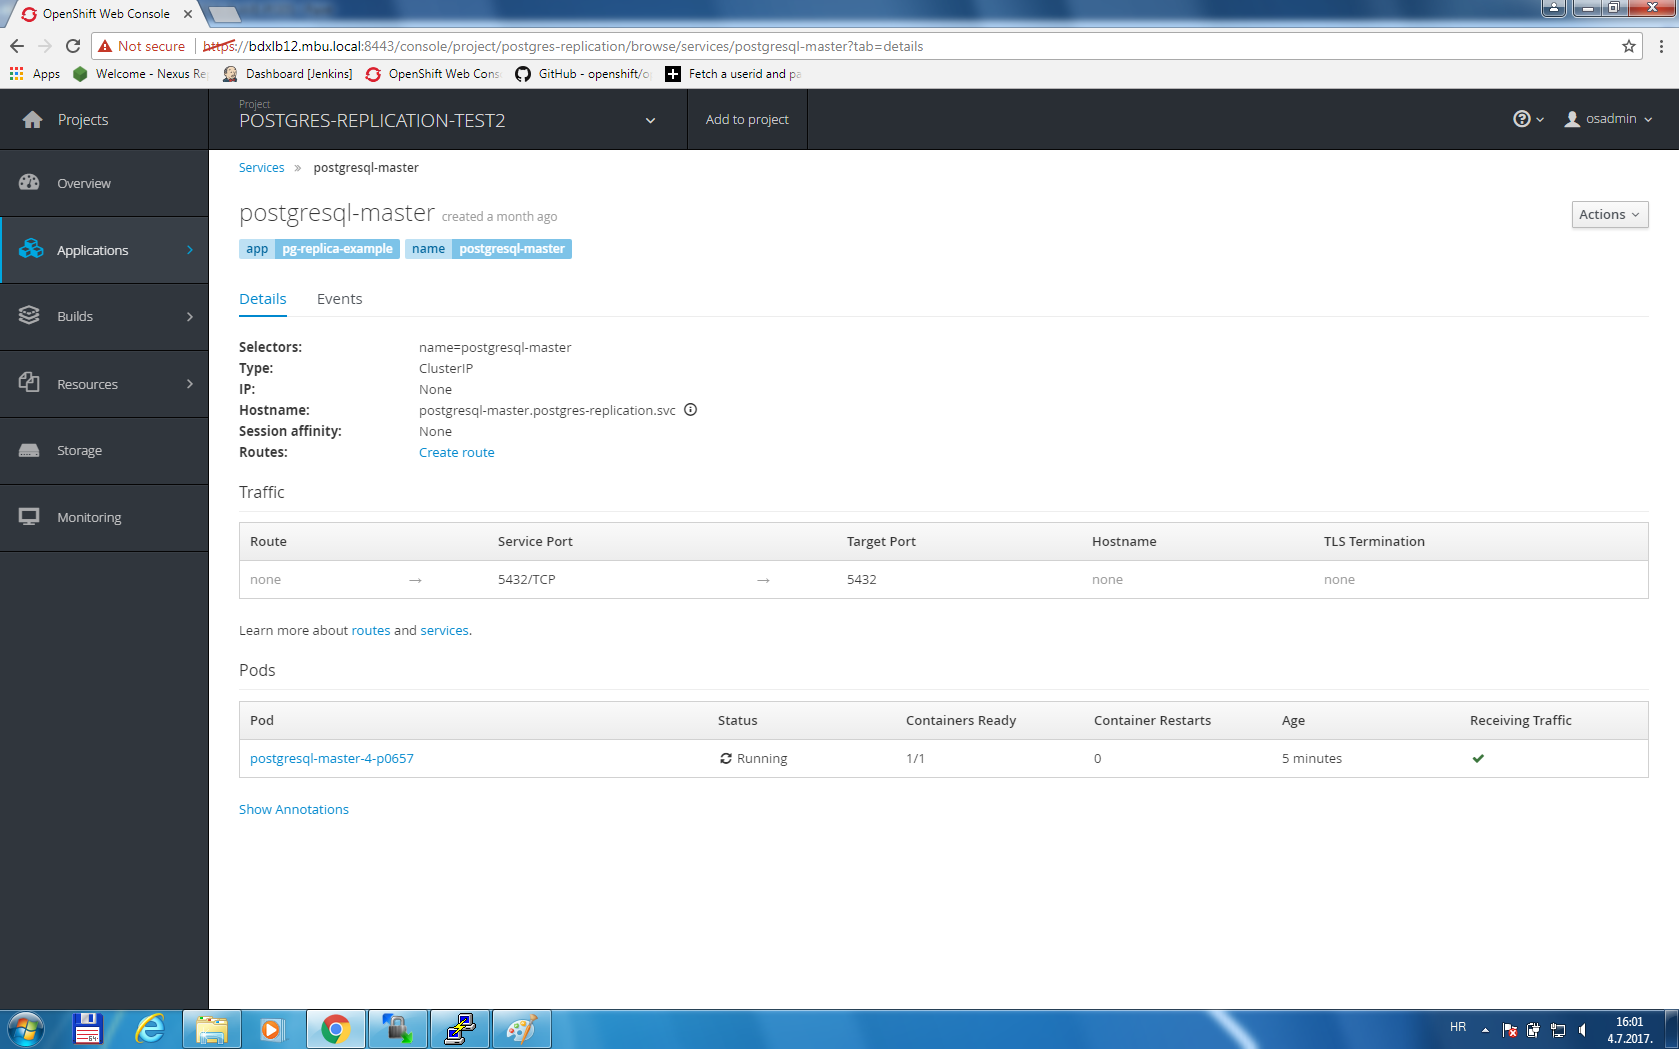 OpenShift Web Console
Not secure https://bdxlb12.mbu.local:8443/console/project/postgres-replication/browse/services/postgresql-master?tab=details
Apps Welcome - Nexus Re Dashboard [Jenkins] OpenShift Web Cons GitHub - openshift/o Fetch a userid and pa
Projects
Project
POSTGRES-REPLICATION-TEST2
Add to project
osadmin
Overview
Applications
Builds
Resources
Storage
Monitoring
Services » postgresql-master
postgresql-master created a month ago
Actions
app pg-replica-example name postgresql-master
Details Events
Selectors: name=postgresql-master
Type: ClusterIP
IP: None
Hostname: postgresql-master.postgres-replication.svc
Session affinity: None
Routes: Create route
Traffic
Route Service Port Target Port Hostname TLS Termination
none → 5432/TCP → 5432 none none
Learn more about routes and services.
Pods
Pod Status Containers Ready Container Restarts Age Receiving Traffic
postgresql-master-4-p0657 Running 1/1 0 5 minutes
Show Annotations
64
HR
16:01
4.7.2017.